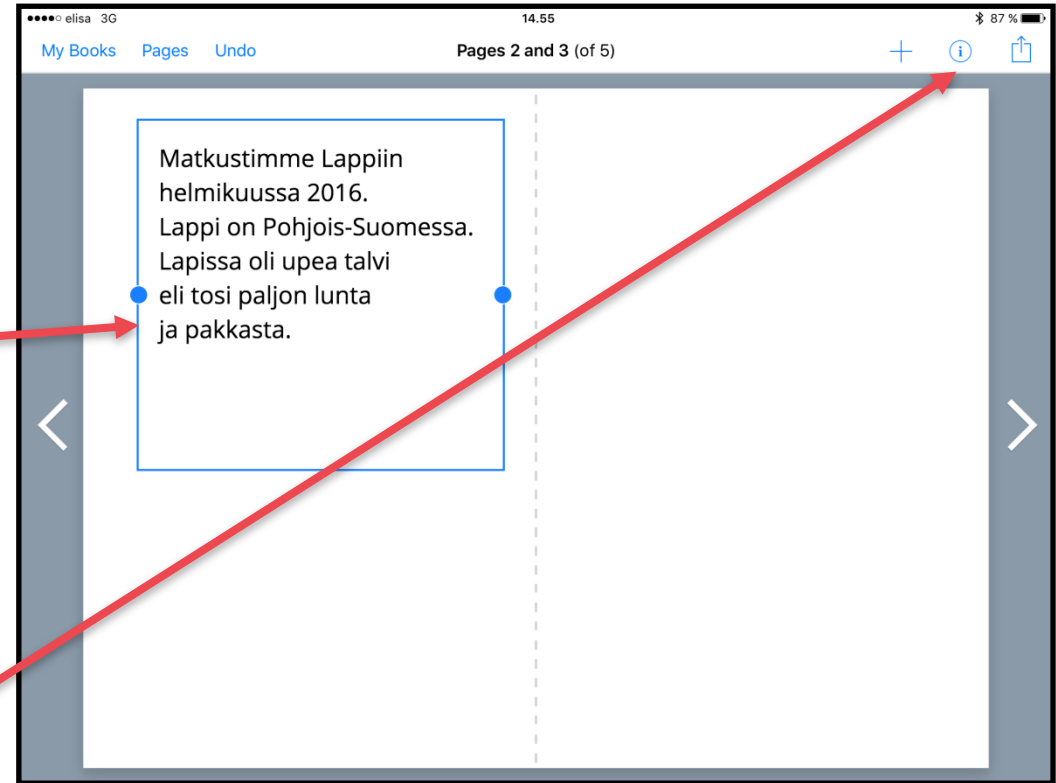 elisa 3G 14.55 87 %
My Books Pages Undo Pages 2 and 3 (of 5)
Matkustimme Lappiin
helmikuussa 2016.
Lappi on Pohjois-Suomessa.
Lapissa oli upea talvi
eli tosi paljon lunta
ja pakkasta.